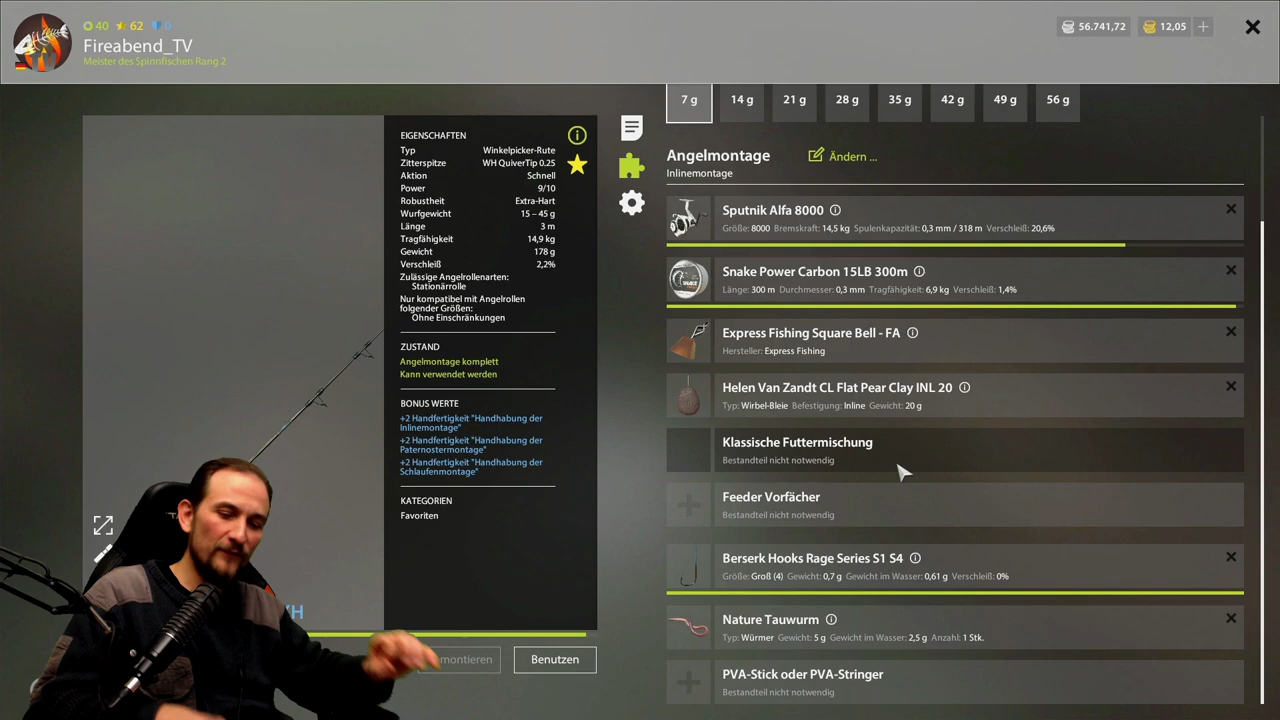 40 62 0
Fireabend_TV
Meister des Spinnfischen Rang 2
56.741,72 12,05 +
7 g 14 g 21 g 28 g 35 g 42 g 49 g 56 g
EIGENSCHAFTEN
Typ Winkelpicker-Rute
Zitterspitze WH QuiverTip 0.25
Aktion Schnell
Power 9/10
Robustheit Extra-Hart
Wurfgewicht 15 – 45 g
Länge 3 m
Tragfähigkeit 14,9 kg
Gewicht 178 g
Verschleiß 2,2%
Zulässige Angelrollenarten:
Stationärrolle
Nur kompatibel mit Angelrollen
folgender Größen:
Ohne Einschränkungen
ZUSTAND
Angelmontage komplett
Kann verwendet werden
BONUS WERTE
+2 Handfertigkeit "Handhabung der
Inlinemontage"
+2 Handfertigkeit "Handhabung der
Paternostermontage"
+2 Handfertigkeit "Handhabung der
Schlaufenmontage"
KATEGORIEN
Favoriten
montieren
Benutzen
Angelmontage Ändern ...
Inlinemontage
Sputnik Alfa 8000
Größe: 8000 Bremskraft: 14,5 kg Spulenkapazität: 0,3 mm / 318 m Verschleiß: 20,6%
Snake Power Carbon 15LB 300m
Länge: 300 m Durchmesser: 0,3 mm Tragfähigkeit: 6,9 kg Verschleiß: 1,4%
Express Fishing Square Bell - FA
Hersteller: Express Fishing
Helen Van Zandt CL Flat Pear Clay INL 20
Typ: Wirbel-Bleie Befestigung: Inline Gewicht: 20 g
Klassische Futtermischung
Bestandteil nicht notwendig
Feeder Vorfächer
Bestandteil nicht notwendig
Berserk Hooks Rage Series S1 S4
Größe: Groß (4) Gewicht: 0,7 g Gewicht im Wasser: 0,61 g Verschleiß: 0%
Nature Tauwurm
Typ: Würmer Gewicht: 5 g Gewicht im Wasser: 2,5 g Anzahl: 1 Stk.
PVA-Stick oder PVA-Stringer
Bestandteil nicht notwendig